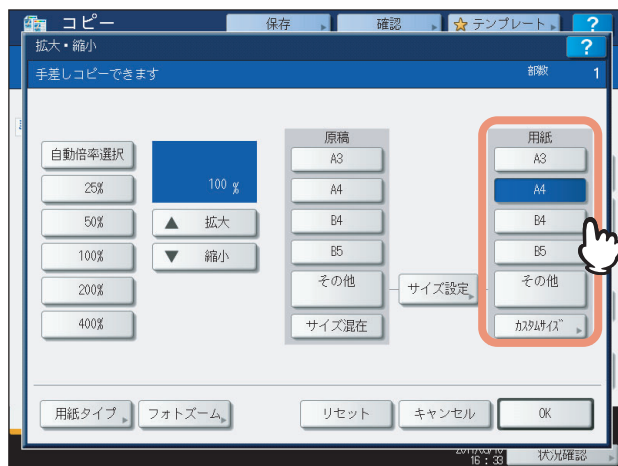 コピー
保存
確認
テンプレート
?
拡大・縮小
?
手差しコピーできます
部数 1
自動倍率選択
25%
50%
100%
200%
400%
100 %
▲ 拡大
▼ 縮小
原稿
A3
A4
B4
B5
その他
サイズ混在
サイズ設定
用紙
A3
A4
B4
B5
その他
カスタムサイズ
用紙タイプ
フォトズーム
リセット
キャンセル
OK
16:33
状況確認